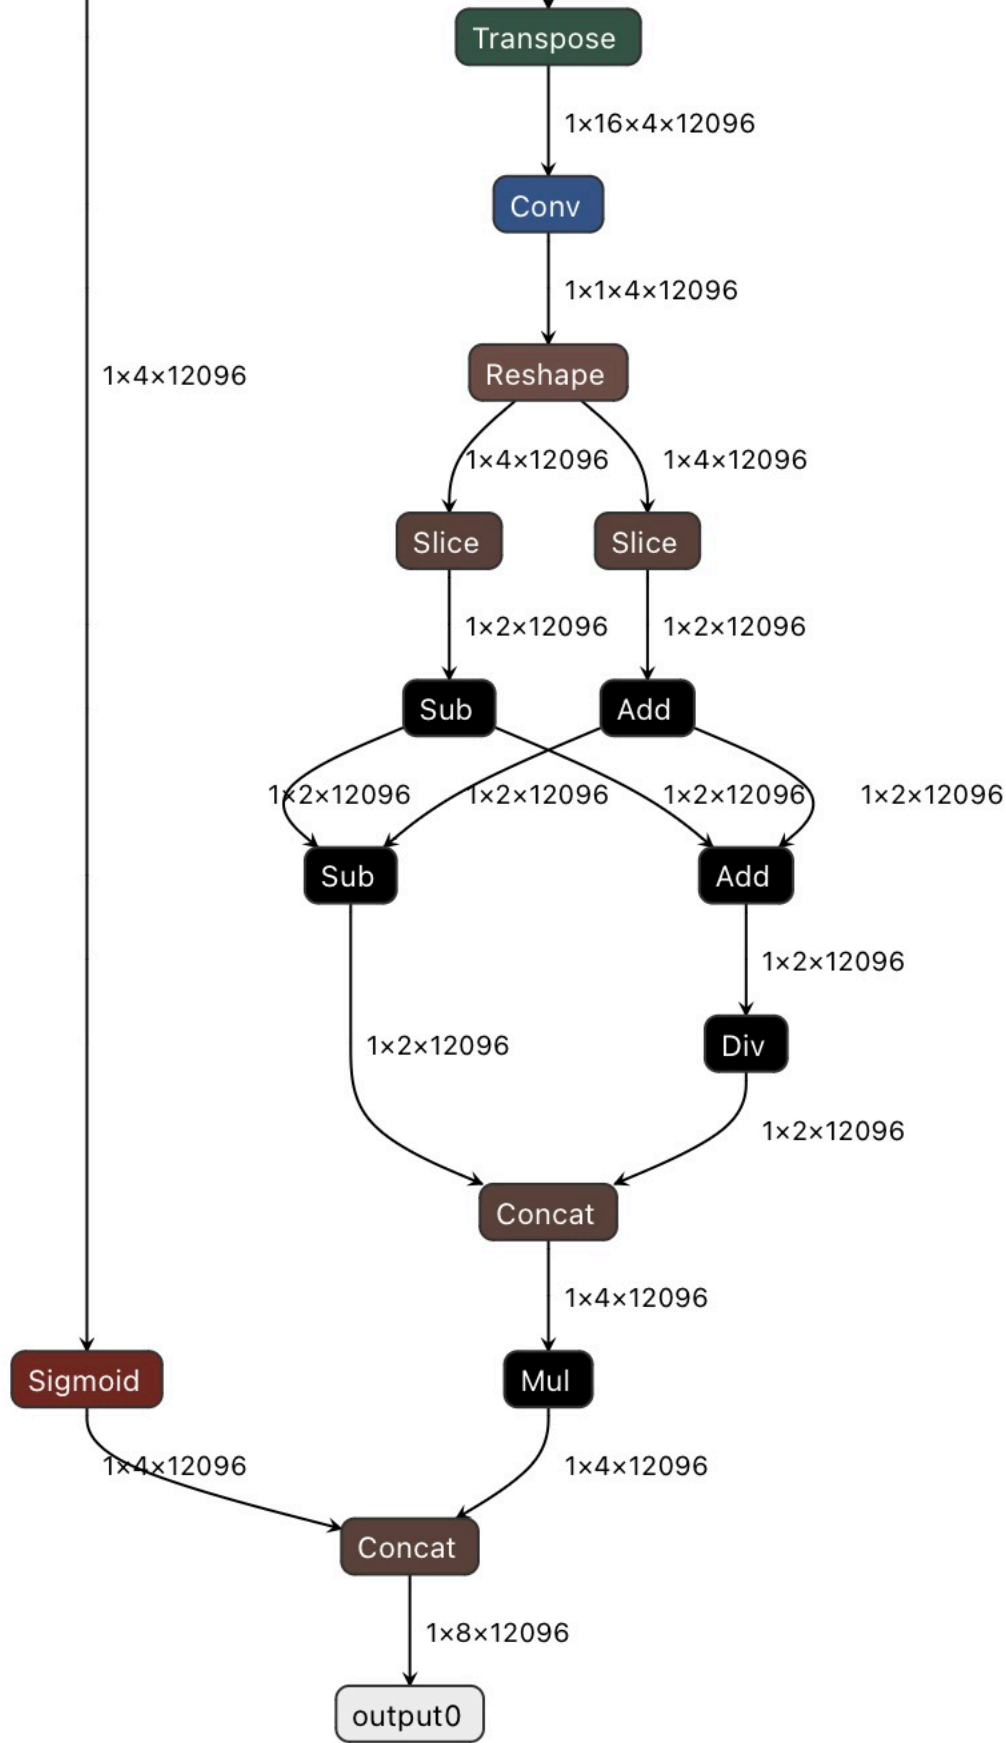 Transpose
1×16×4×12096
Conv
1×1×4×12096
Reshape
1×4×12096
1×4×12096 1×4×12096
Slice Slice
1×2×12096 1×2×12096
Sub Add
1×2×12096 1×2×12096 1×2×12096 1×2×12096
Sub Add
1×2×12096
1×2×12096 Div
1×2×12096
Concat
1×4×12096
Sigmoid Mul
1×4×12096 1×4×12096
Concat
1×8×12096
output0